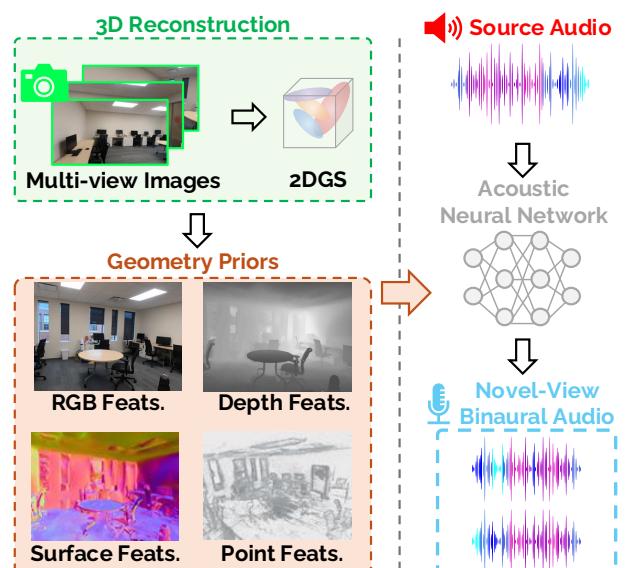 3D Reconstruction
Multi-view Images
2DGS
Geometry Priors
RGB Feats.
Depth Feats.
Surface Feats.
Point Feats.
Source Audio
Acoustic
Neural Network
Novel-View
Binaural Audio